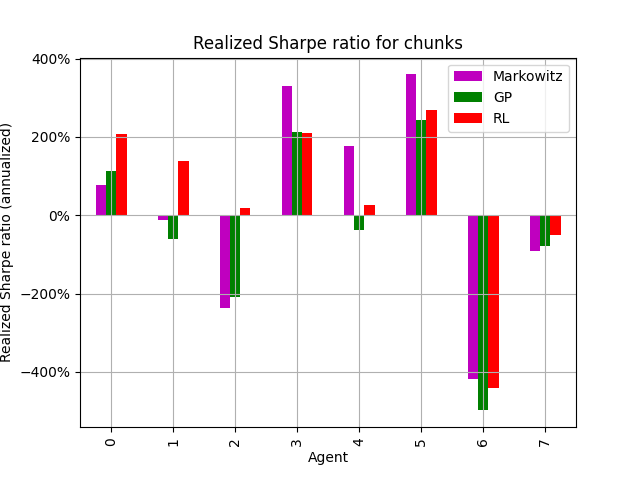 Realized Sharpe ratio for chunks
Realized Sharpe ratio (annualized)
400%
200%
0%
−200%
−400%
Markowitz
GP
RL
0
1
2
3
4
5
6
7
Agent